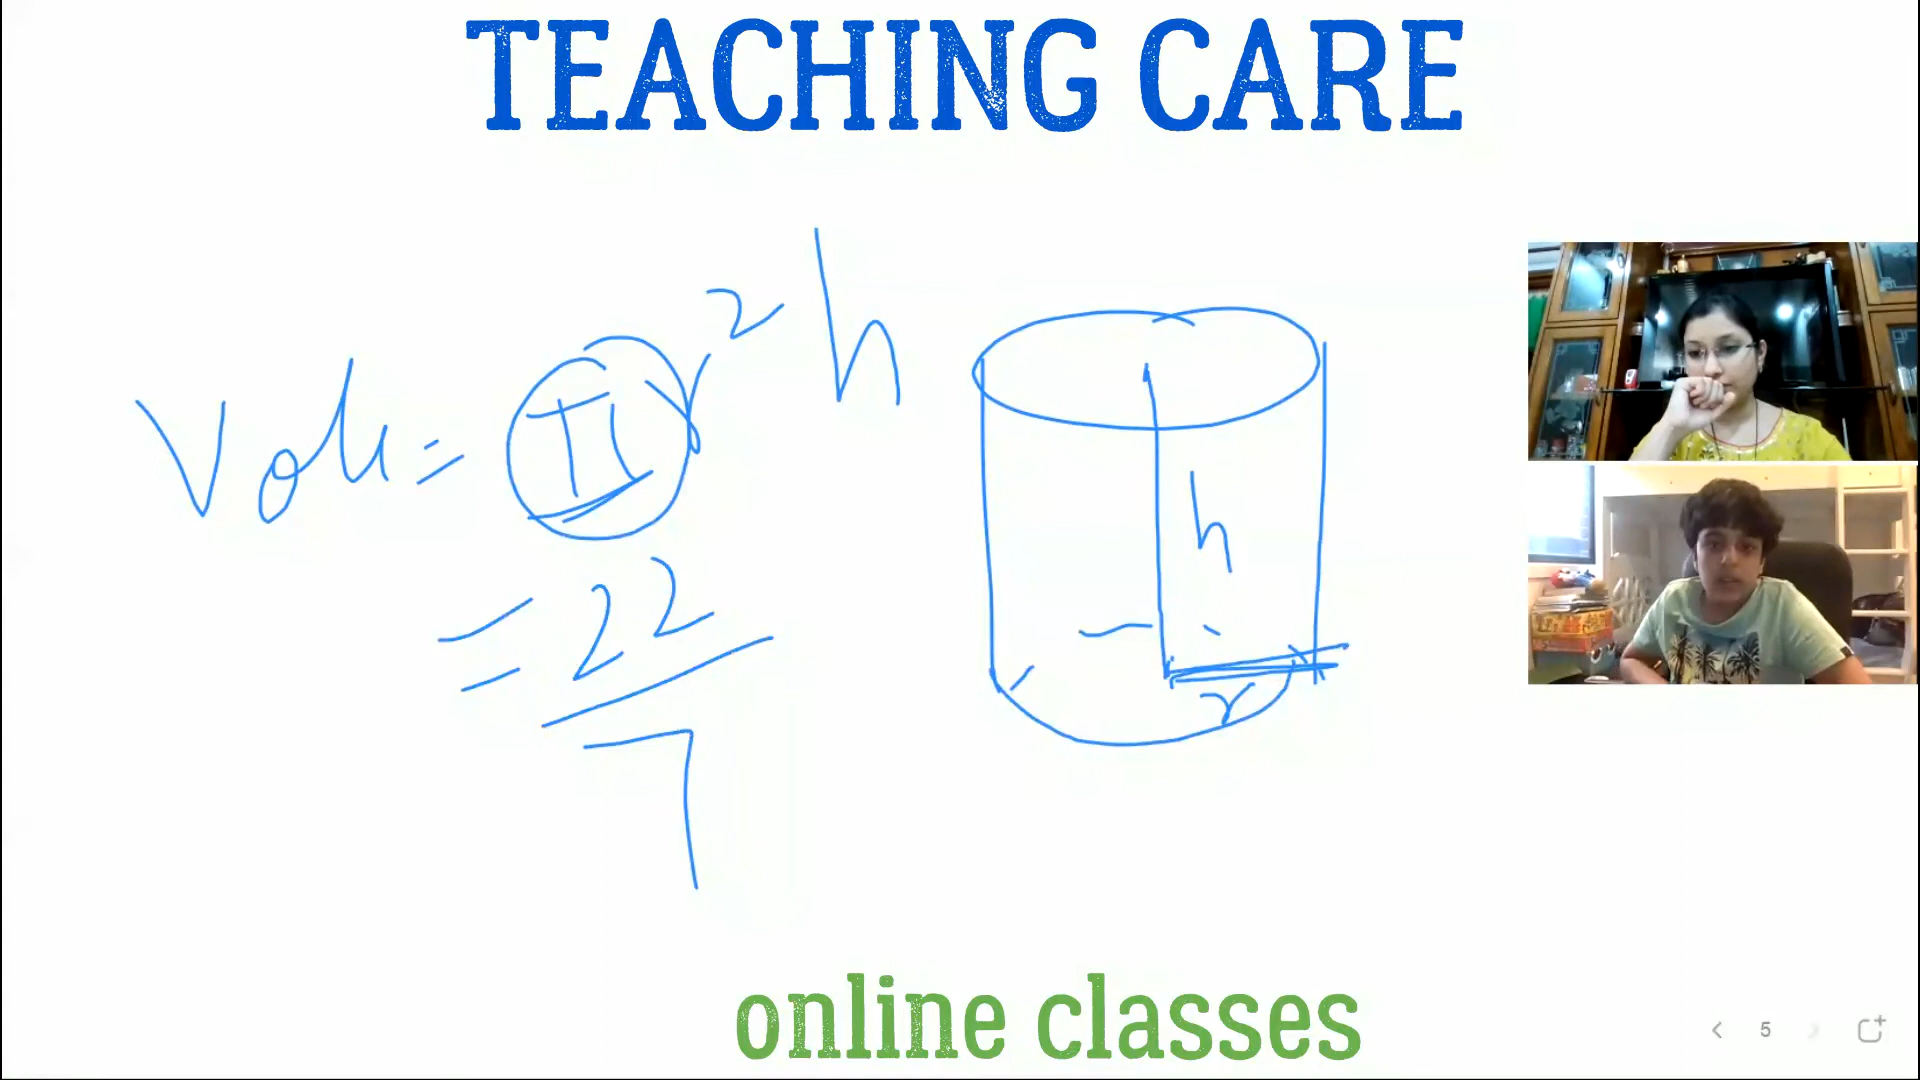 TEACHING CARE
Vol = π r² h
= 22
7
h
r
online classes
5